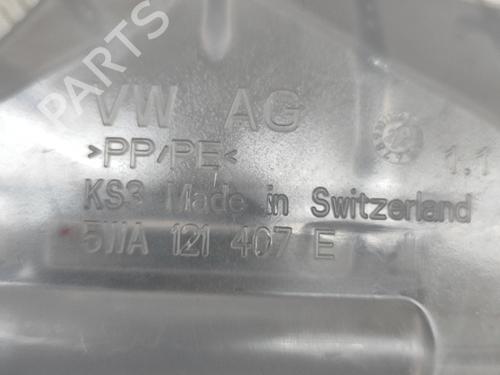 VW AG
>PP/PE<
KS3 Made in Switzerland
5WA 121 407 E
1.1
B-PARTS